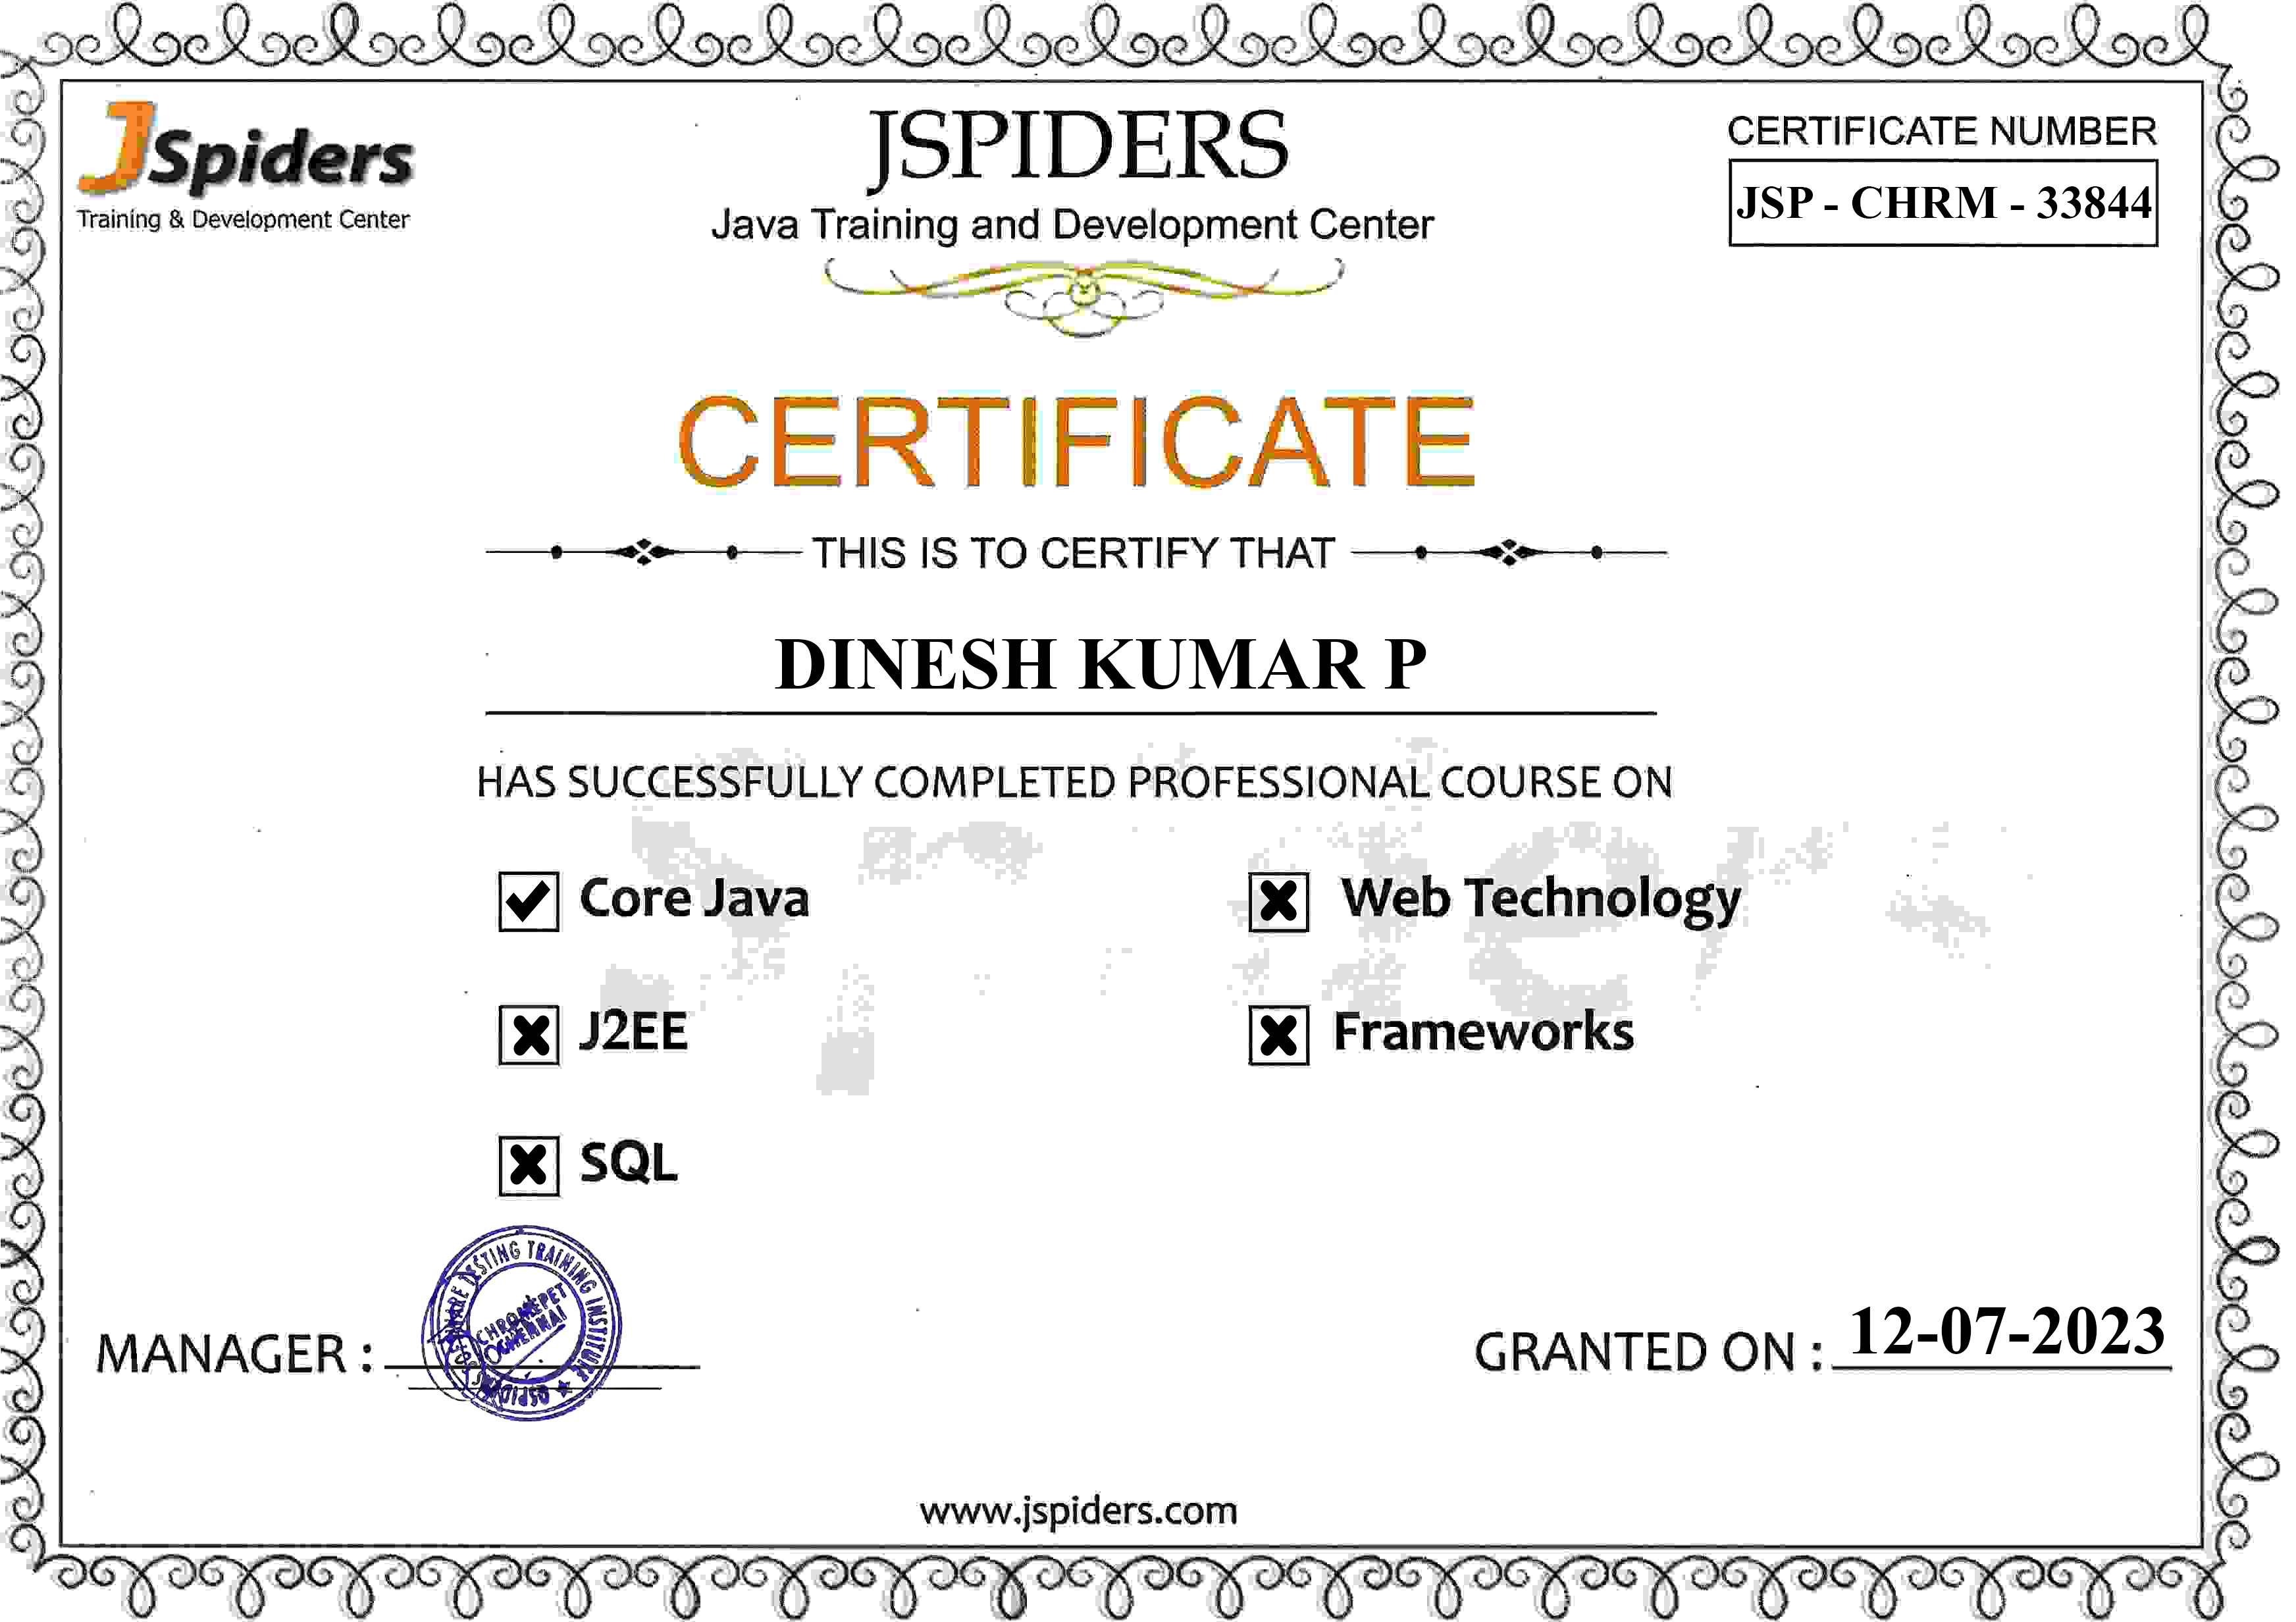 JSpiders
Training & Development Center
JSPIDERS
Java Training and Development Center
CERTIFICATE NUMBER
JSP - CHRM - 33844
CERTIFICATE
THIS IS TO CERTIFY THAT
DINESH KUMAR P
HAS SUCCESSFULLY COMPLETED PROFESSIONAL COURSE ON
Core Java
Web Technology
J2EE
Frameworks
SQL
QSPIDERS SOFTWARE TESTING TRAINING INSTITUTE
CHROMEPET
CHENNAI
MANAGER :
GRANTED ON : 12-07-2023
www.jspiders.com